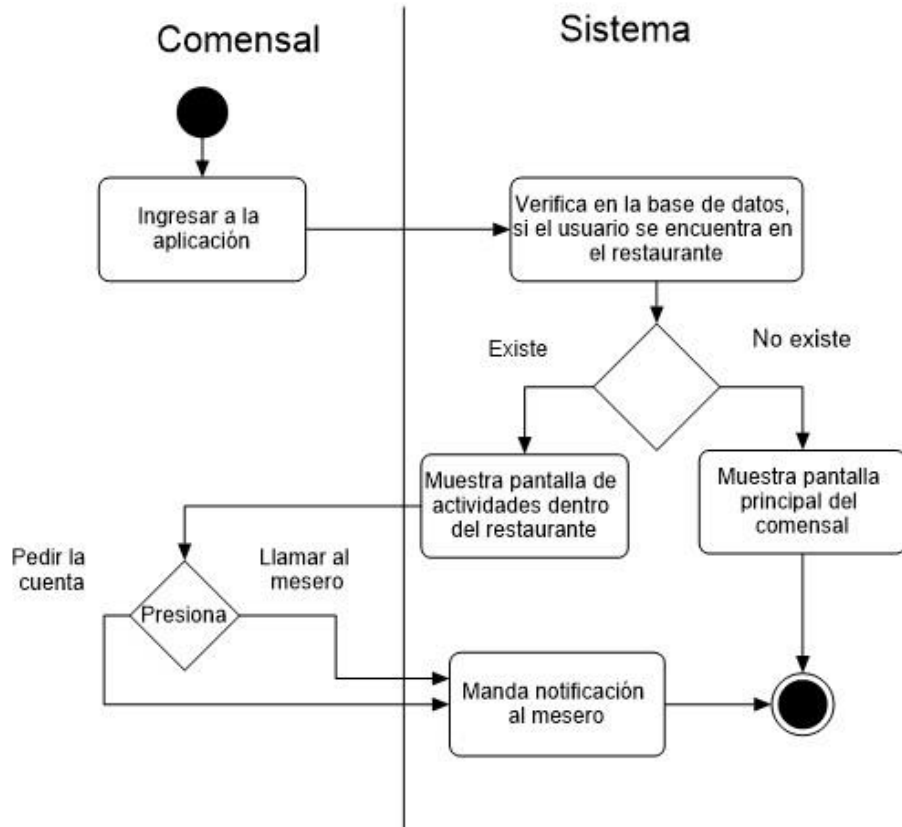 Comensal
Sistema
Ingresar a la
aplicación
Verifica en la base de datos,
si el usuario se encuentra en
el restaurante
Existe
No existe
Muestra pantalla de
actividades dentro
del restaurante
Muestra pantalla
principal del
comensal
Pedir la
cuenta
Llamar al
mesero
Presiona
Manda notificación
al mesero